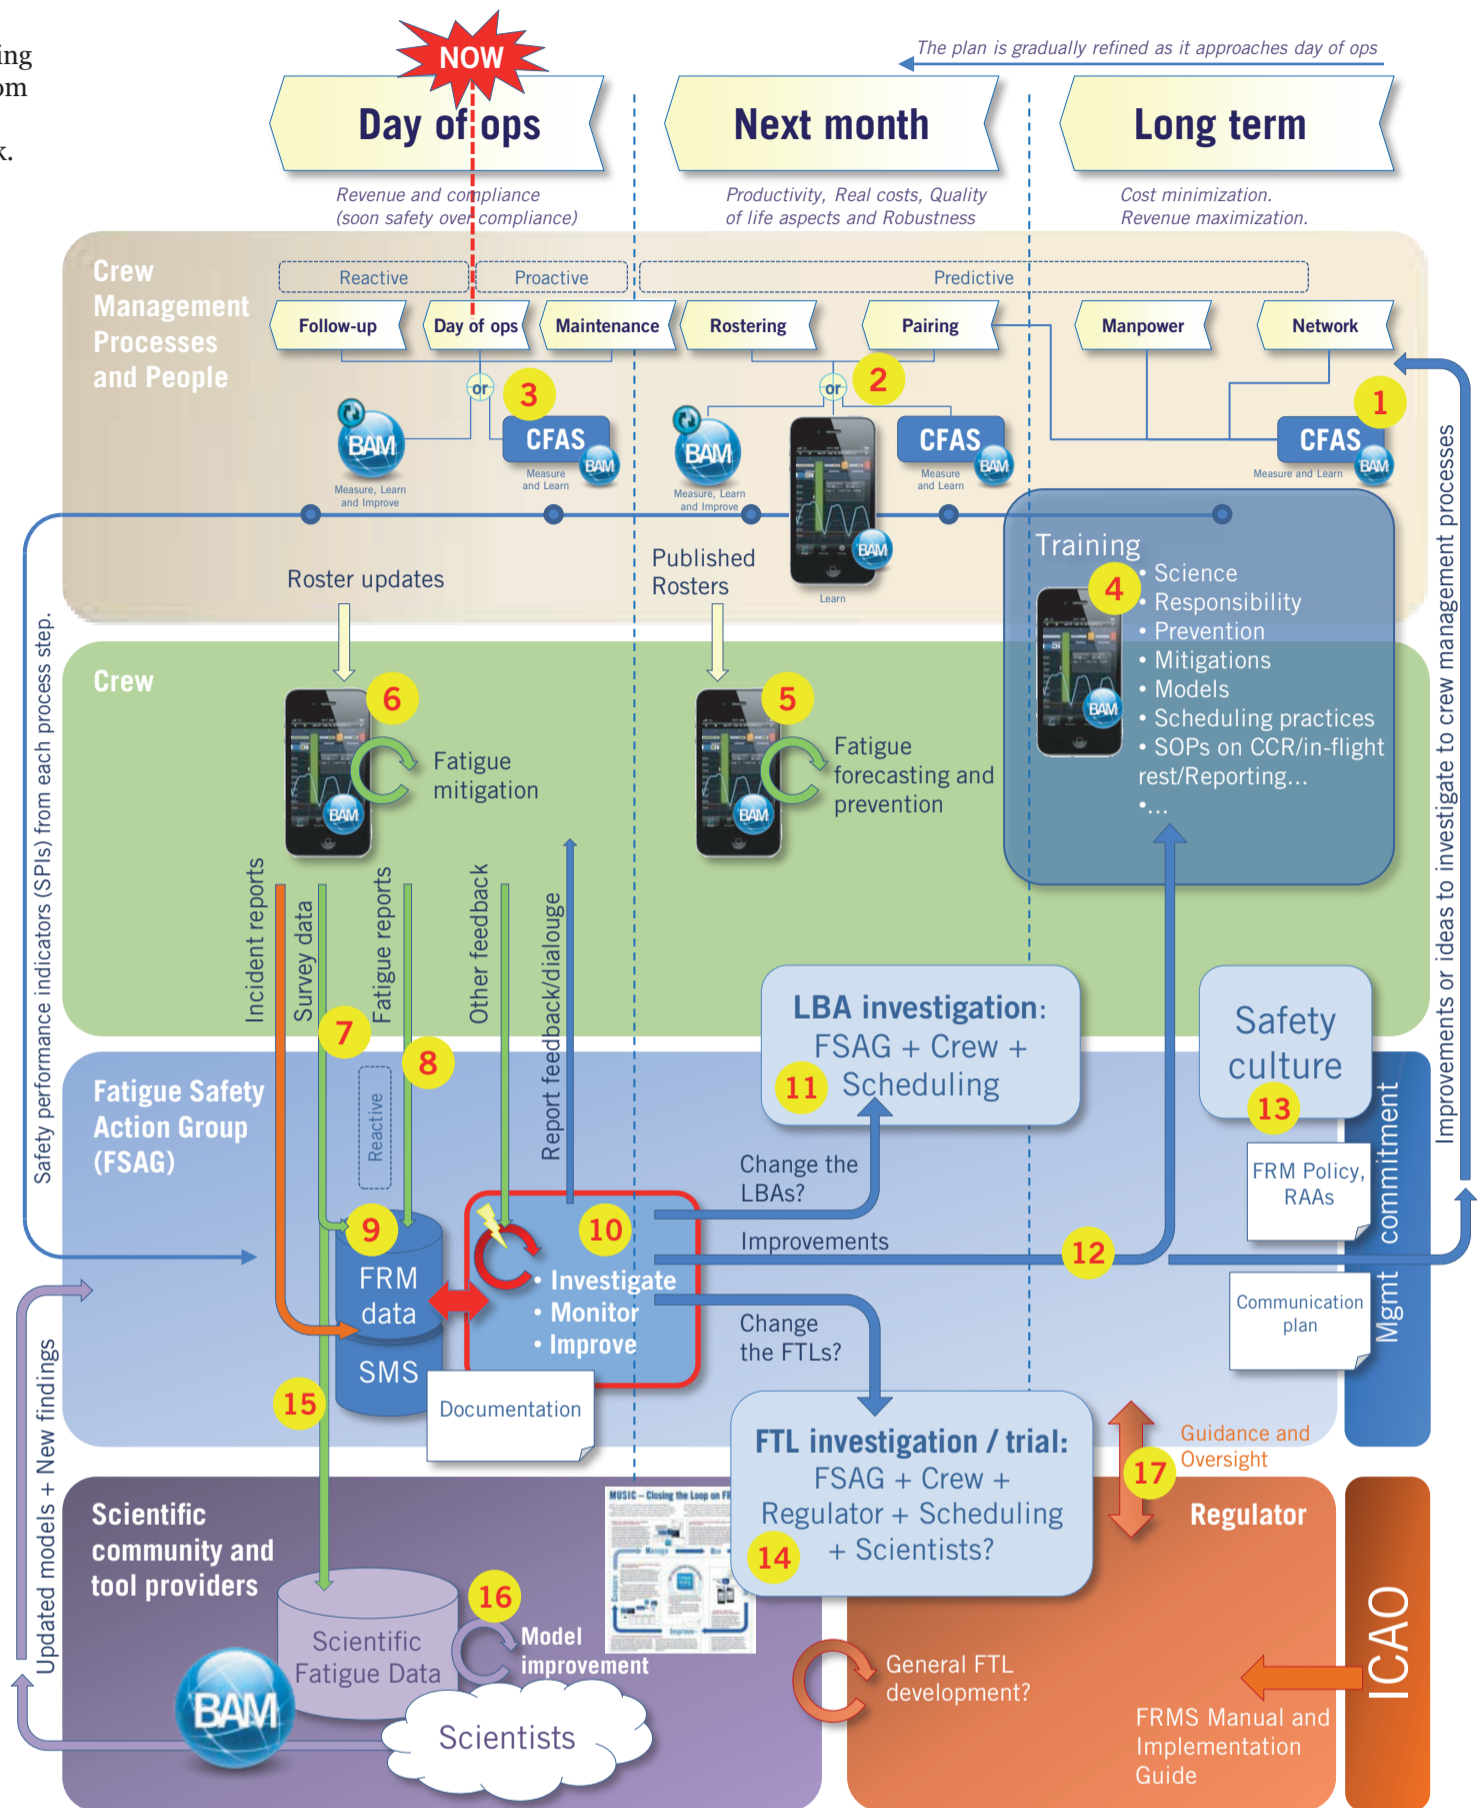 ing
om
k.
NOW
The plan is gradually refined as it approaches day of ops
Day of ops
Next month
Long term
Revenue and compliance
(soon safety over compliance)
Productivity, Real costs, Quality
of life aspects and Robustness
Cost minimization.
Revenue maximization.
Crew
Management
Processes
and People
Reactive
Proactive
Predictive
Follow-up
Day of ops
Maintenance
Rostering
Pairing
Manpower
Network
or
3
or
2
1
BAM
CFAS
BAM
BAM
CFAS
BAM
CFAS
BAM
Measure, Learn
and Improve
Measure
and Learn
Measure, Learn
and Improve
Measure
and Learn
Measure and Learn
BAM
Learn
Roster updates
Published
Rosters
Training
4
BAM
• Science
• Responsibility
• Prevention
• Mitigations
• Models
• Scheduling practices
• SOPs on CCR/in-flight
rest/Reporting...
•...
Safety performance indicators (SPIs) from each process step.
Improvements or ideas to investigate to crew management processes
Crew
6
BAM
Fatigue
mitigation
5
BAM
Fatigue
forecasting and
prevention
Incident reports
Survey data
Fatigue reports
Other feedback
Report feedback/dialouge
7
8
LBA investigation:
FSAG + Crew +
Scheduling
11
Safety
culture
13
Fatigue Safety
Action Group
(FSAG)
Reactive
Mgmt commitment
FRM Policy,
RAAs
Communication
plan
Change the
LBAs?
Improvements
12
Change
the FTLs?
9
FRM
data
SMS
10
• Investigate
• Monitor
• Improve
Documentation
15
FTL investigation / trial:
FSAG + Crew +
Regulator + Scheduling
+ Scientists?
14
17
Guidance and
Oversight
Updated models + New findings
Scientific
community and
tool providers
MUSIC – Closing the Loop on FR
Manage
Improve
Scientific
Fatigue Data
16
Model
improvement
BAM
Scientists
Regulator
General FTL
development?
FRMS Manual and
Implementation
Guide
ICAO